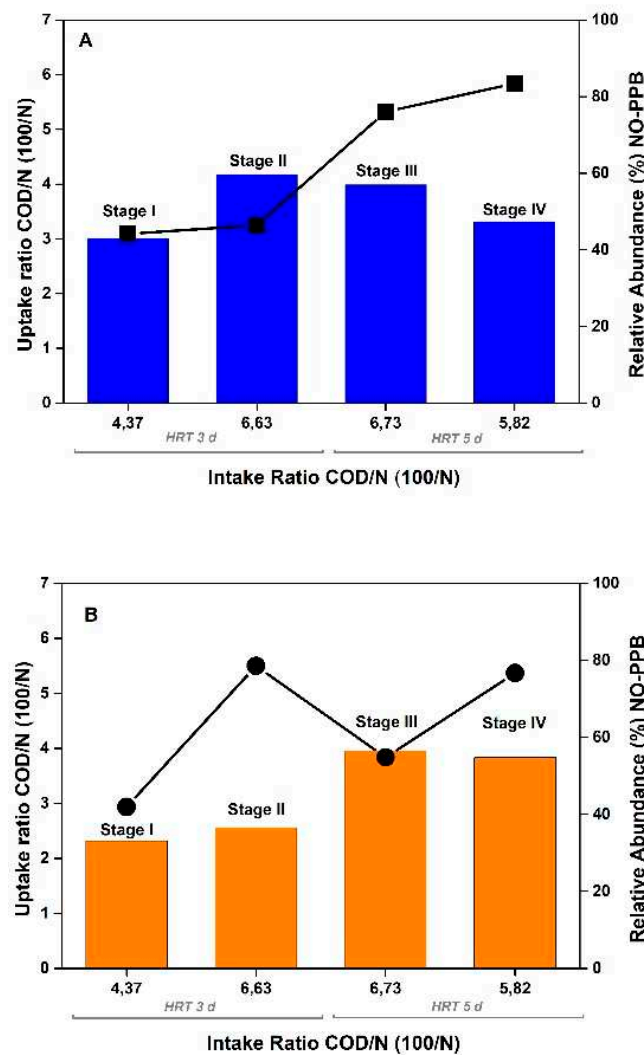 A
7
6
5
4
3
2
1
0
Uptake ratio COD/N (100/N)
100
80
60
40
20
0
Relative Abundance (%) NO-PPB
Stage I
Stage II
Stage III
Stage IV
4,37 6,63 6,73 5,82
HRT 3 d HRT 5 d
Intake Ratio COD/N (100/N)
B
7
6
5
4
3
2
1
0
Uptake ratio COD/N (100/N)
100
80
60
40
20
0
Relative Abundance (%) NO-PPB
Stage I
Stage II
Stage III
Stage IV
4,37 6,63 6,73 5,82
HRT 3 d HRT 5 d
Intake Ratio COD/N (100/N)